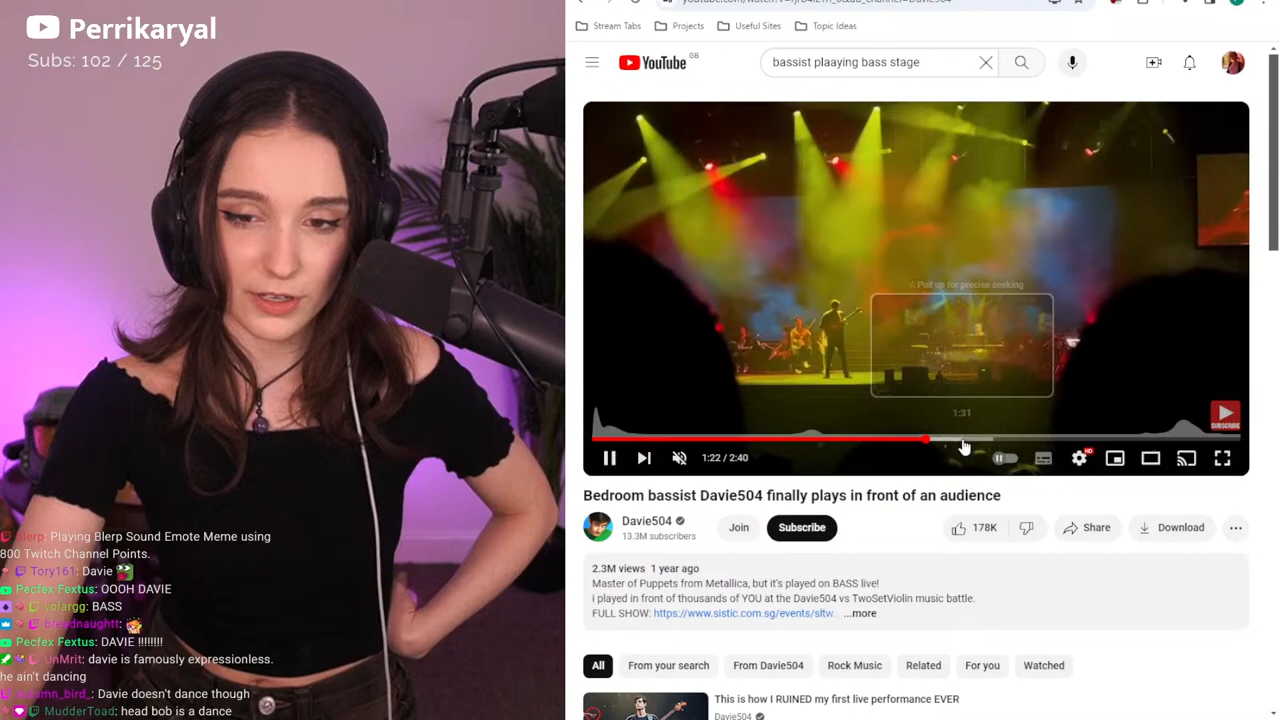 Perrikaryal
Subs: 102 / 125
Stream Tabs
Projects
Useful Sites
Topic Ideas
YouTube GB
bassist plaaying bass stage
Pull up for precise seeking
1:31
SUBSCRIBE
1:22 / 2:40
HD
Bedroom bassist Davie504 finally plays in front of an audience
Davie504
13.3M subscribers
Join
Subscribe
178K
Share
Download
2.3M views 1 year ago
Master of Puppets from Metallica, but it's played on BASS live!
i played in front of thousands of YOU at the Davie504 vs TwoSetViolin music battle.
FULL SHOW: https://www.sistic.com.sg/events/sltw... ...more
All
From your search
From Davie504
Rock Music
Related
For you
Watched
This is how I RUINED my first live performance EVER
Davie504
Blerp: Playing Blerp Sound Emote Meme using
800 Twitch Channel Points.
Tory161: Davie
Pecfex Fextus: OOOH DAVIE
yolargg: BASS
breadnaught!:
Pecfex Fextus: DAVIE !!!!!!!!
UnMrit: davie is famously expressionless.
he ain't dancing
autumn_bird_: Davie doesn't dance though
MudderToad: head bob is a dance